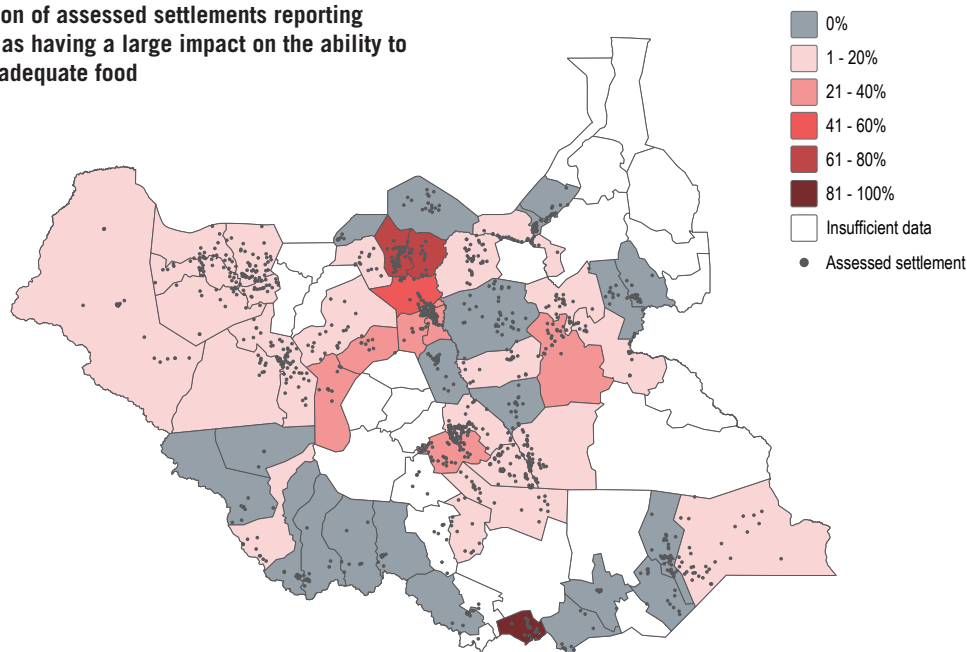 on of assessed settlements reporting
as having a large impact on the ability to
adequate food
0%
1 - 20%
21 - 40%
41 - 60%
61 - 80%
81 - 100%
Insufficient data
Assessed settlement